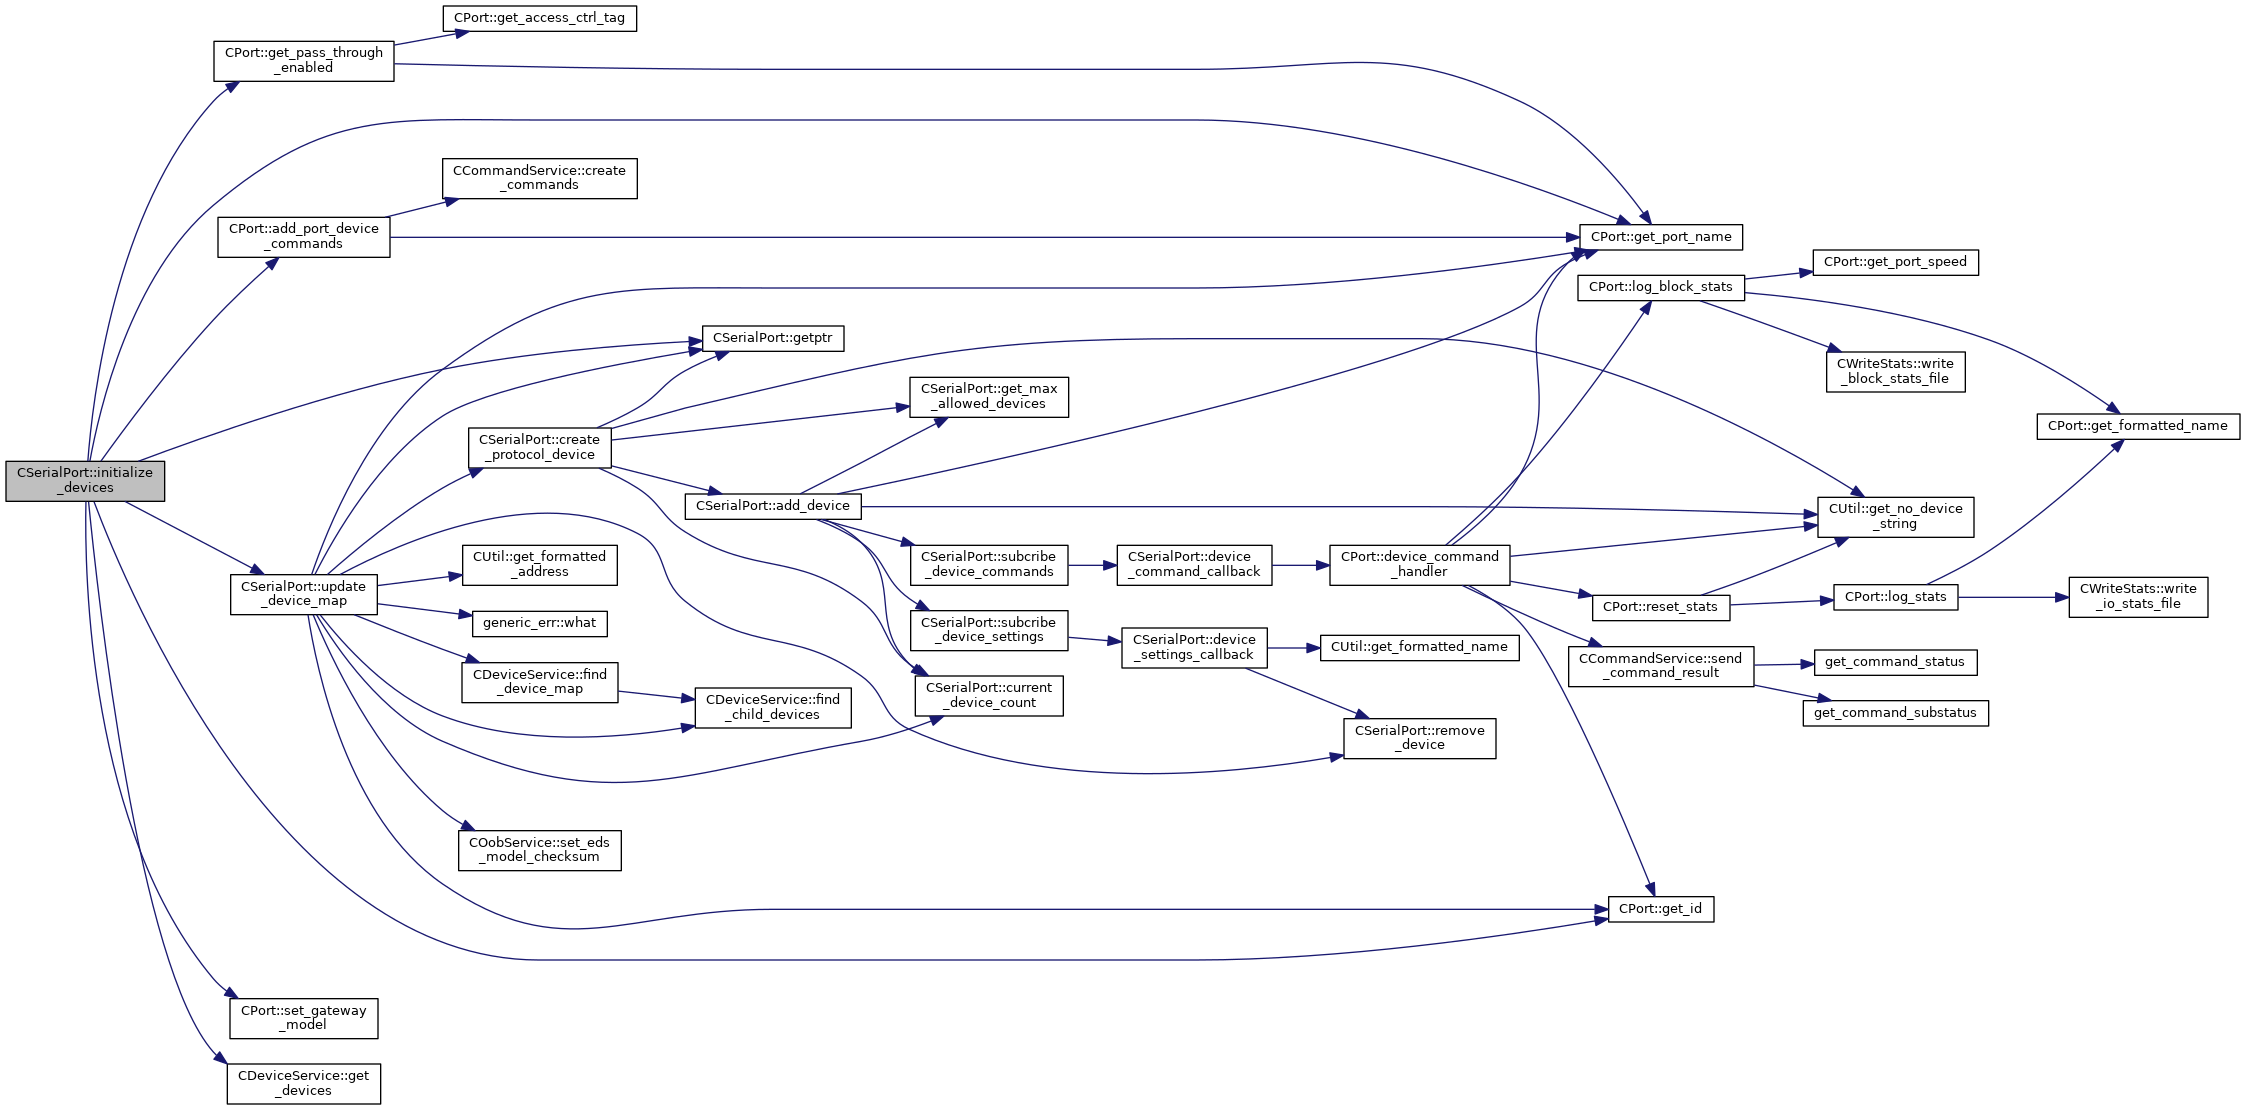 CPort::get_access_ctrl_tag
CPort::get_pass_through
_enabled
CCommandService::create
_commands
CPort::add_port_device
_commands
CPort::get_port_name
CPort::get_port_speed
CPort::log_block_stats
CSerialPort::getptr
CWriteStats::write
_block_stats_file
CSerialPort::get_max
_allowed_devices
CPort::get_formatted_name
CSerialPort::create
_protocol_device
CSerialPort::initialize
_devices
CSerialPort::add_device
CUtil::get_no_device
_string
CUtil::get_formatted
_address
CSerialPort::subcribe
_device_commands
CSerialPort::device
_command_callback
CPort::device_command
_handler
CSerialPort::update
_device_map
CPort::reset_stats
CPort::log_stats
CWriteStats::write
_io_stats_file
generic_err::what
CSerialPort::subcribe
_device_settings
CSerialPort::device
_settings_callback
CUtil::get_formatted_name
CCommandService::send
_command_result
get_command_status
CDeviceService::find
_device_map
CDeviceService::find
_child_devices
CSerialPort::current
_device_count
get_command_substatus
CSerialPort::remove
_device
COobService::set_eds
_model_checksum
CPort::get_id
CPort::set_gateway
_model
CDeviceService::get
_devices